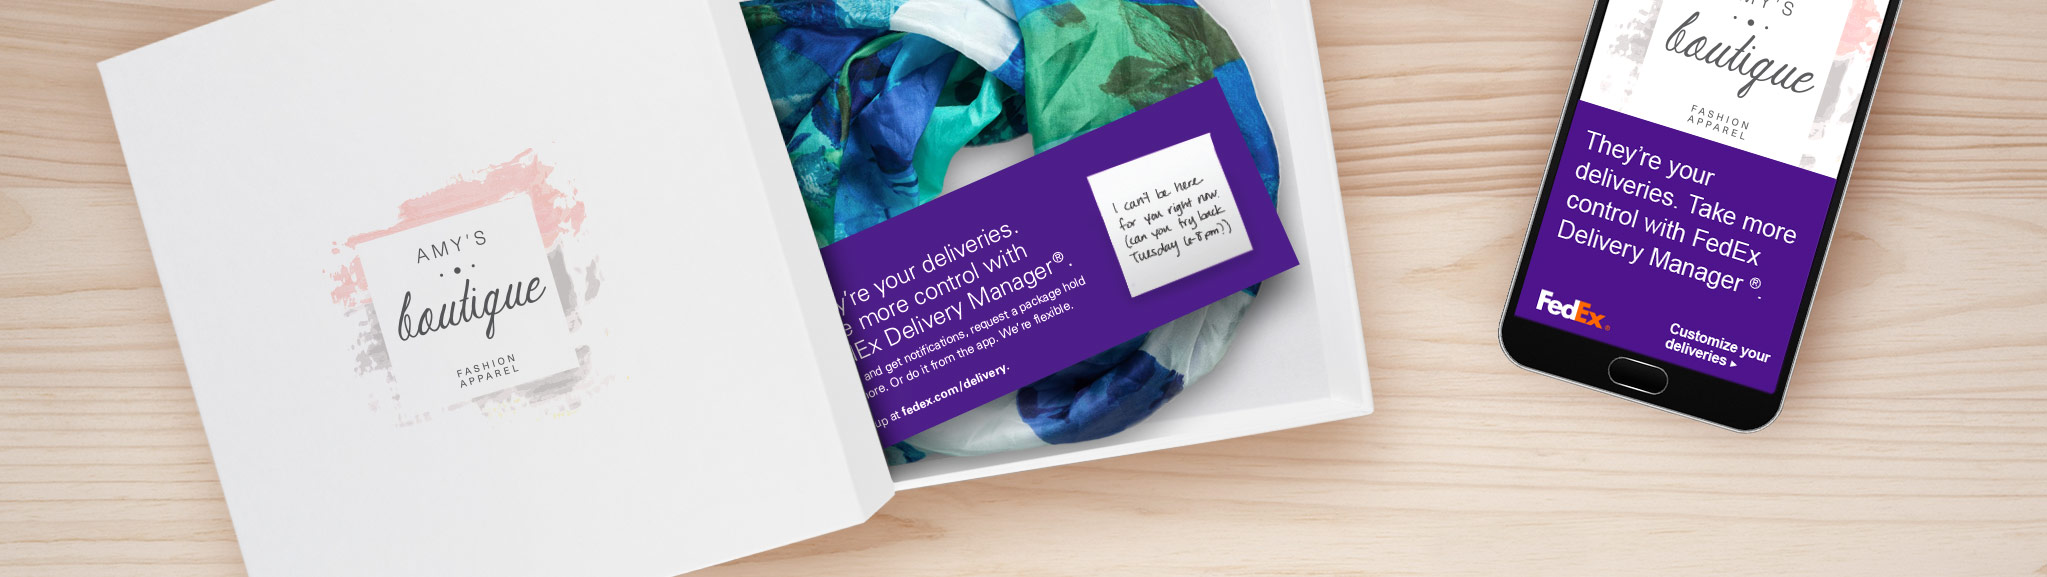 AMY'S
boutique
FASHION
APPAREL
y're your deliveries.
e more control with
Ex Delivery Manager®.
and get notifications, request a package hold
ore. Or do it from the app. We're flexible.
up at fedex.com/delivery.
I can't be here
for you right now.
(can you try back
Tuesday (6-8pm?)
MY'S
boutique
FASHION
APPAREL
They're your
deliveries. Take more
control with FedEx
Delivery Manager ®.
FedEx®
Customize your
deliveries ▸